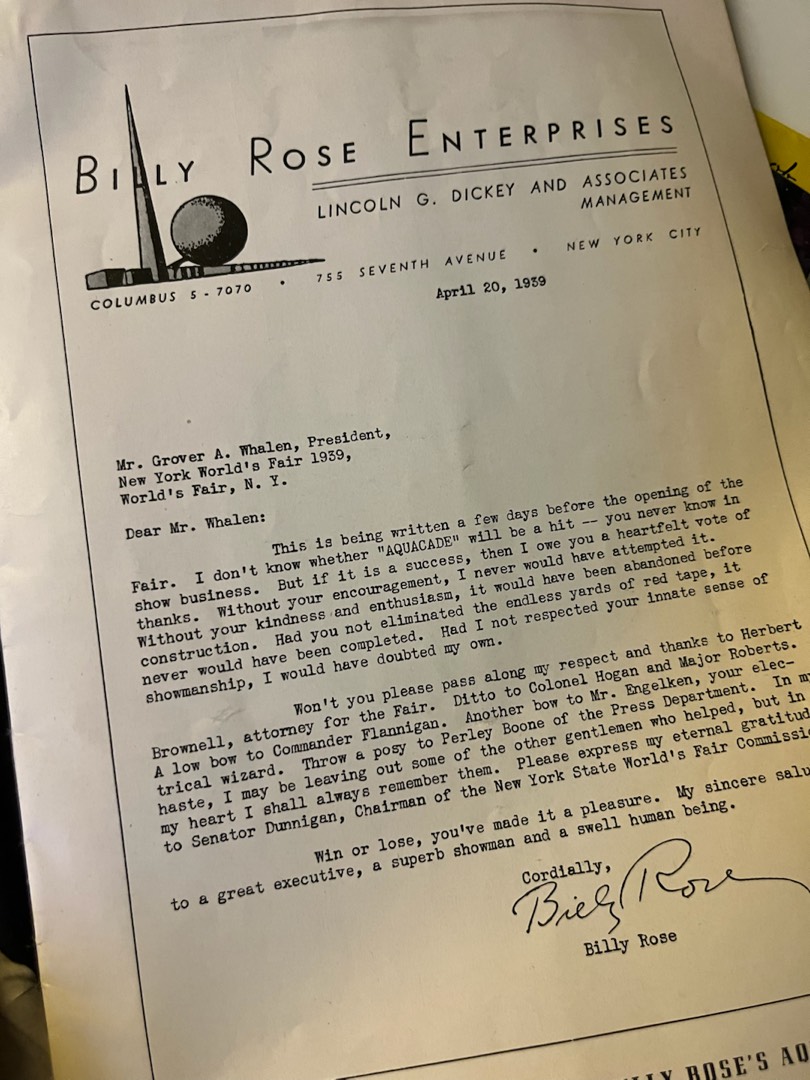 BILLY ROSE ENTERPRISES
LINCOLN G. DICKEY AND ASSOCIATES
MANAGEMENT
COLUMBUS 5 - 7070 • 755 SEVENTH AVENUE • NEW YORK CITY
April 20, 1939
Mr. Grover A. Whalen, President,
New York World's Fair 1939,
World's Fair, N. Y.
Dear Mr. Whalen:
This is being written a few days before the opening of the
Fair. I don't know whether "AQUACADE" will be a hit -- you never know in
show business. But if it is a success, then I owe you a heartfelt vote of
thanks. Without your encouragement, I never would have attempted it.
Without your kindness and enthusiasm, it would have been abandoned before
construction. Had you not eliminated the endless yards of red tape, it
never would have been completed. Had I not respected your innate sense of
showmanship, I would have doubted my own.
Won't you please pass along my respect and thanks to Herbert
Brownell, attorney for the Fair. Ditto to Colonel Hogan and Major Roberts.
A low bow to Commander Flannigan. Another bow to Mr. Engelken, your elec-
trical wizard. Throw a posy to Perley Boone of the Press Department. In m
haste, I may be leaving out some of the other gentlemen who helped, but in
my heart I shall always remember them. Please express my eternal gratitud
to Senator Dunnigan, Chairman of the New York State World's Fair Commissi
Win or lose, you've made it a pleasure. My sincere salu
to a great executive, a superb showman and a swell human being.
Cordially,
Billy Rose
Billy Rose
LLY ROSE'S AQ